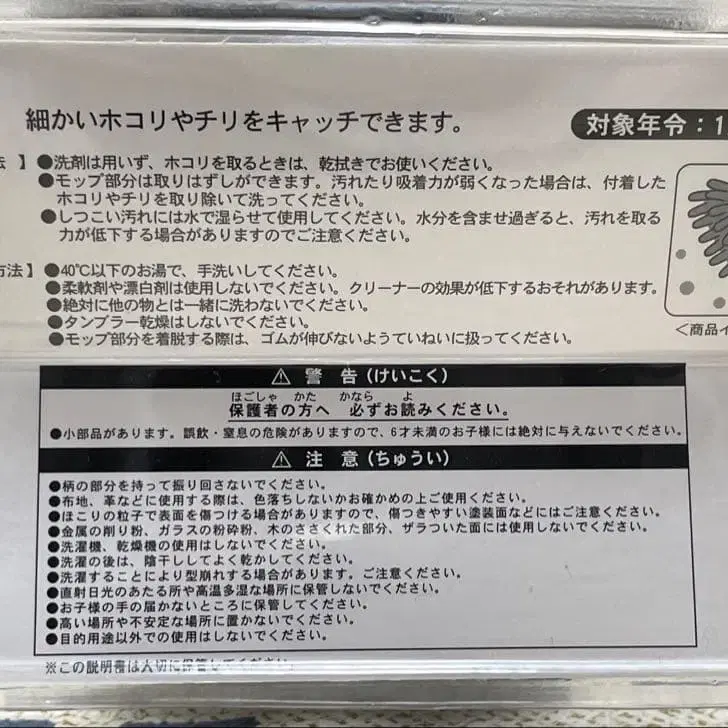 細かいホコリやチリをキャッチできます。
対象年令：1
法】●洗剤は用いず、ホコリを取るときは、乾拭きでお使いください。
●モップ部分は取りはずしができます。汚れたり吸着力が弱くなった場合は、付着した
ホコリやチリを取り除いて洗ってください。
●しつこい汚れには水で湿らせて使用してください。水分を含ませ過ぎると、汚れを取る
力が低下する場合がありますのでご注意ください。
方法】●40℃以下のお湯で、手洗いしてください。
●柔軟剤や漂白剤は使用しないでください。クリーナーの効果が低下するおそれがあります。
●絶対に他の物とは一緒に洗わないでください。
●タンブラー乾燥はしないでください。
●モップ部分を着脱する際は、ゴムが伸びないようていねいに扱ってください。
＜商品イ
⚠ 警告（けいこく）
ほごしゃ かた かなら よ
保護者の方へ 必ずお読みください。
●小部品があります。誤飲・窒息の危険がありますので、6才未満のお子様には絶対に与えないでください。
⚠ 注意（ちゅうい）
●柄の部分を持って振り回さないでください。
●布地、革などに使用する際は、色落ちしないかお確かめの上ご使用ください。
●ほこりの粒子で表面を傷つける場合がありますので、傷つきやすい塗装面などにはご注意ください。
●金属の削り粉、ガラスの粉砕粉、木のささくれた部分、ザラついた面には使用しないでください。
●洗濯機、乾燥機の使用はしないでください。
●洗濯の後は、陰干ししてよく乾かしてください。
●洗濯することにより型崩れする場合があります。ご注意ください。
●直射日光のあたる所や高温多湿な場所に保管しないでください。
●お子様の手の届かないところに保管してください。
●高い場所や不安定な場所に置かないでください。
●目的用途以外での使用はしないでください。
※この説明書は大切に保管してください。